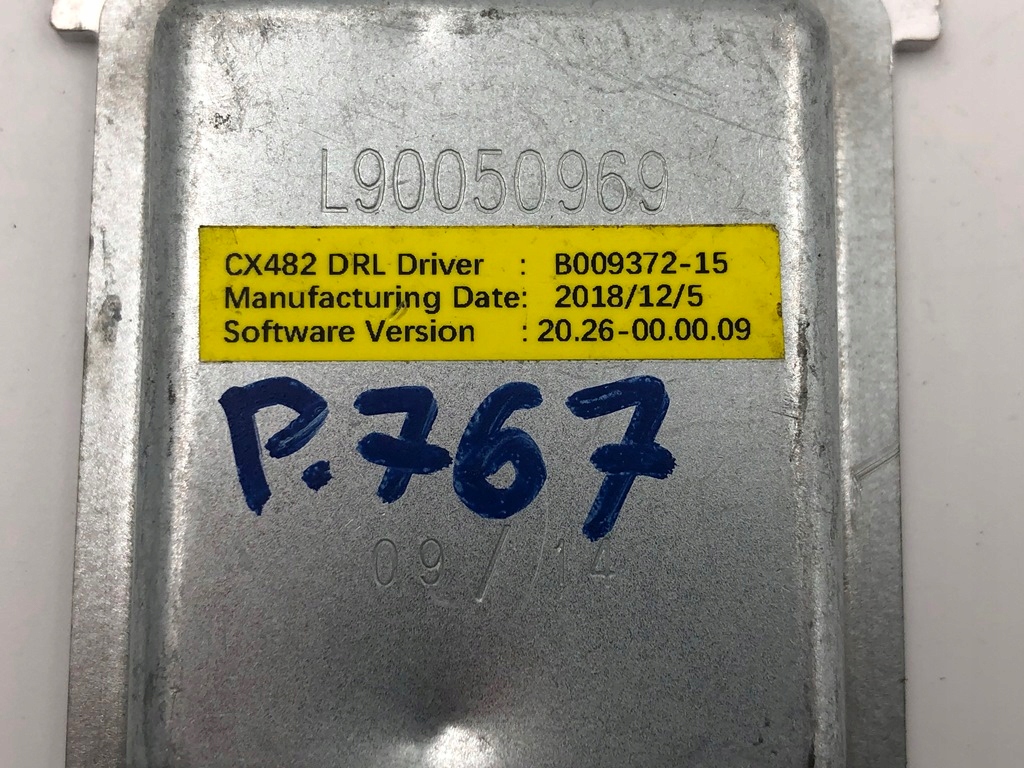 L90050969
CX482 DRL Driver : B009372-15
Manufacturing Date: 2018/12/5
Software Version : 20.26-00.00.09
P.767
09//14